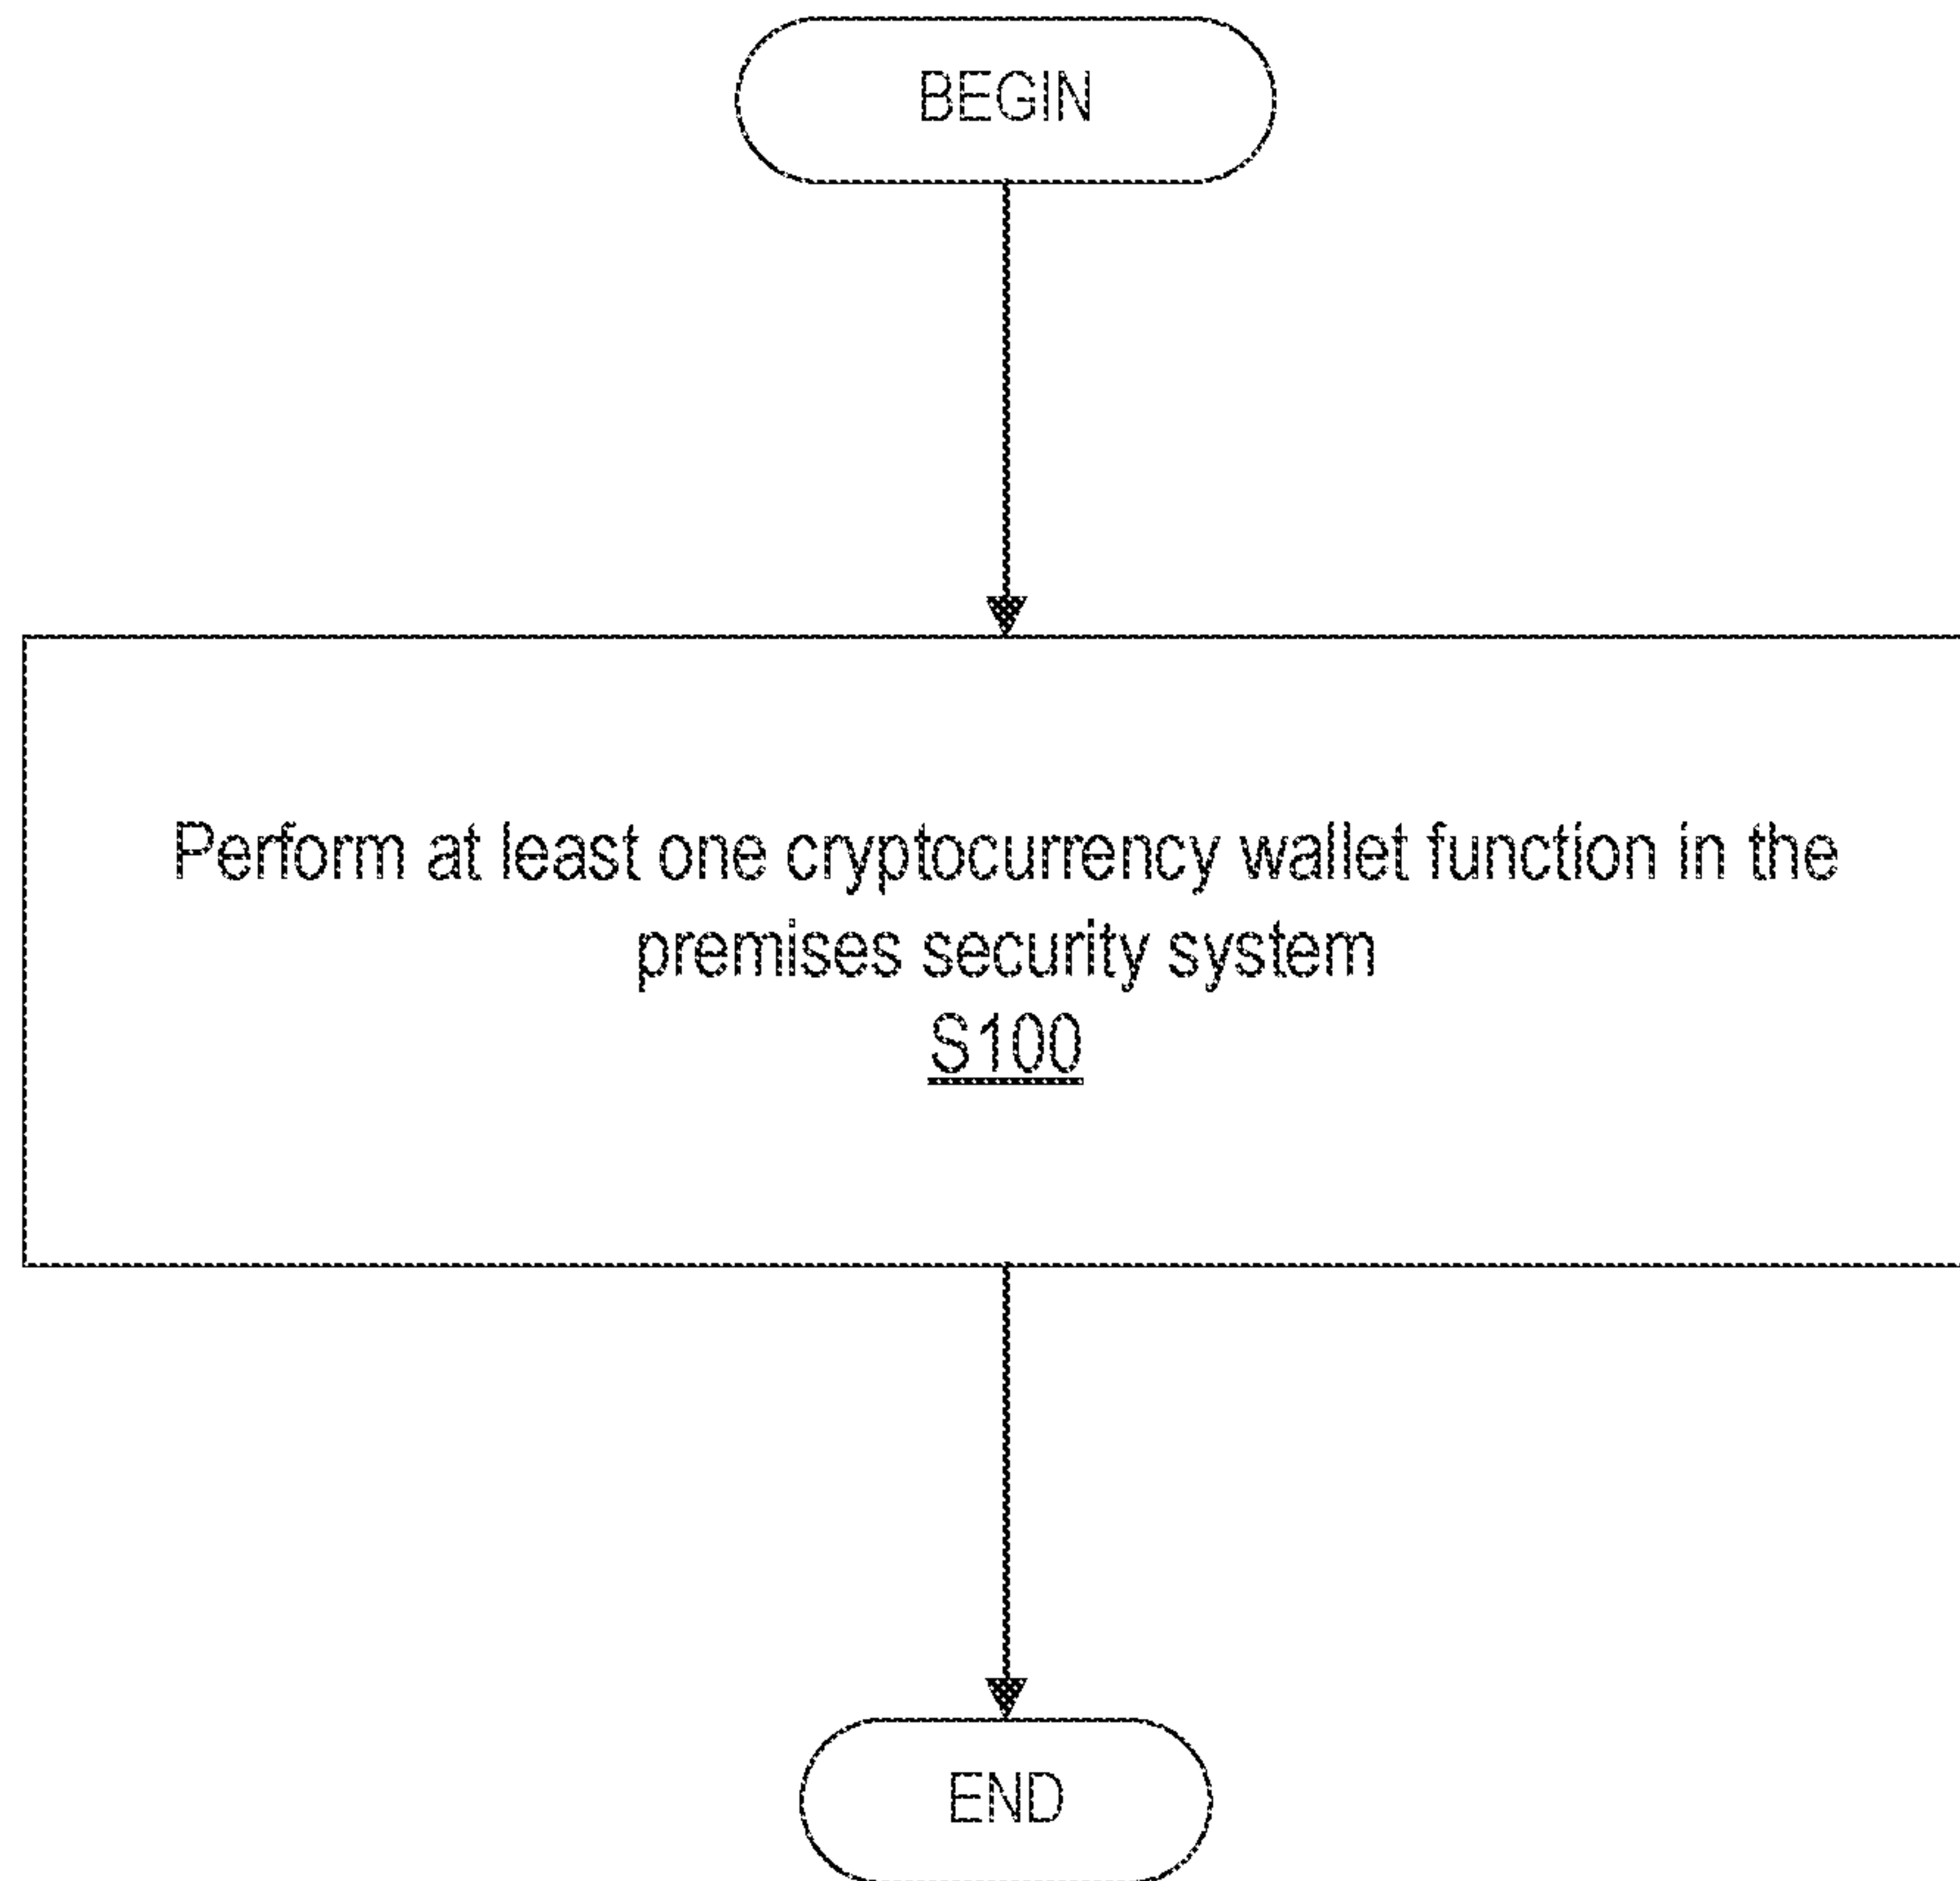 BEGIN
Perform at least one cryptocurrency wallet function in the
premises security system
S100
END